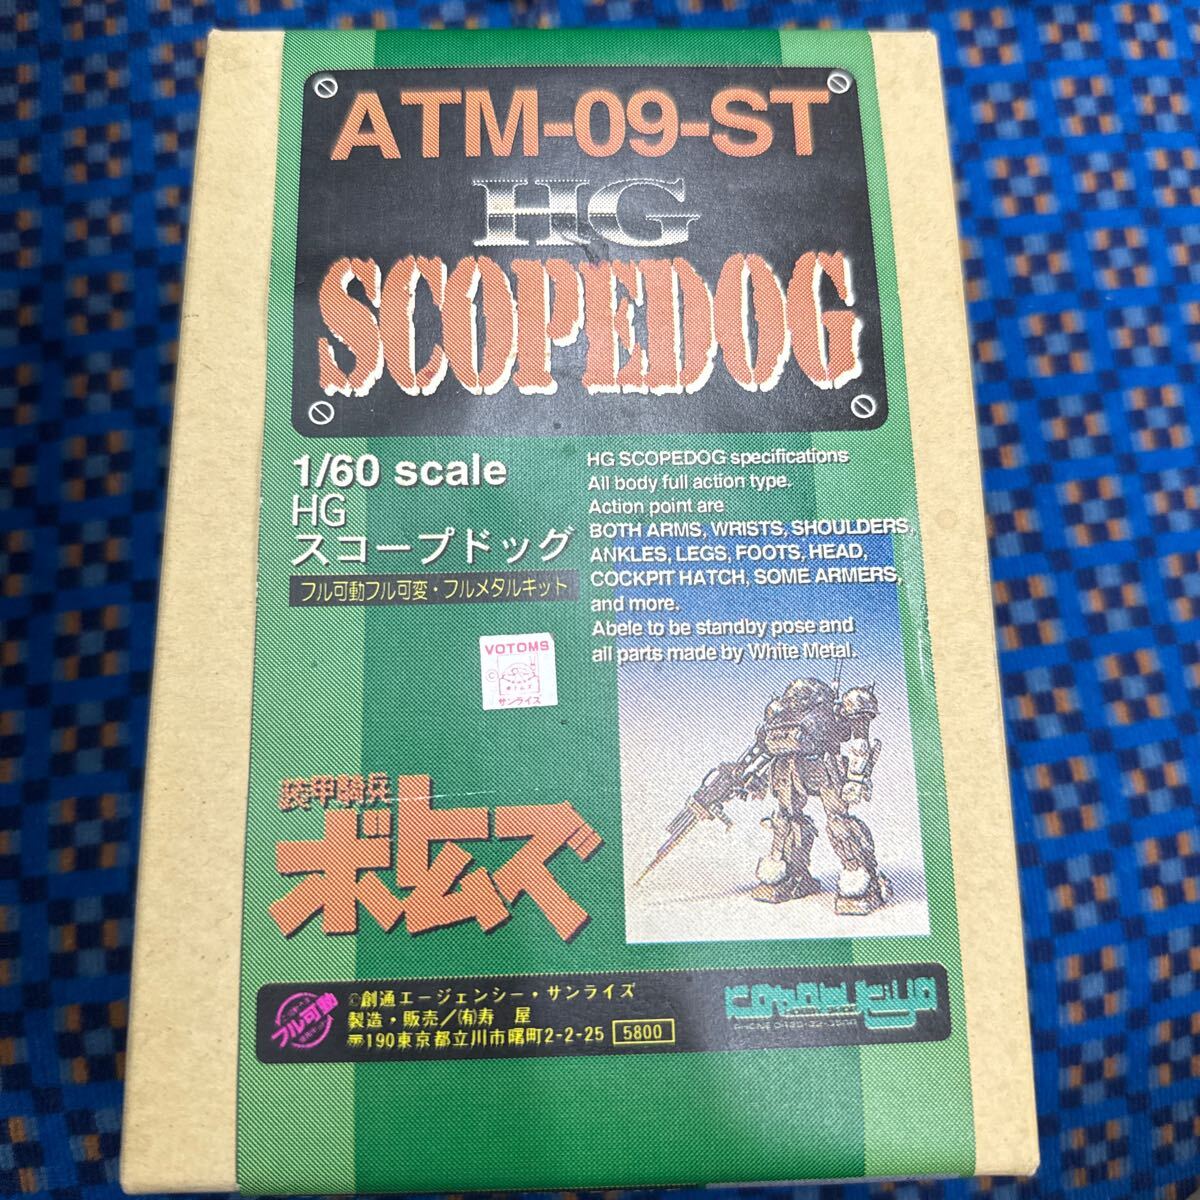 ATM-09-ST
HG
SCOPEDOG
1/60 scale
HG
スコープドッグ
フル可動フル可変・フルメタルキット
HG SCOPEDOG specifications
All body full action type.
Action point are
BOTH ARMS, WRISTS, SHOULDERS,
ANKLES, LEGS, FOOTS, HEAD,
COCKPIT HATCH, SOME ARMERS,
and more.
Abele to be standby pose and
all parts made by White Metal.
VOTOMS
©
ボトムズ
サンライズ
装甲騎兵
ボトムズ
フル可動
©創通エージェンシー・サンライズ
製造・販売/(有)寿 屋
〒190東京都立川市曙町2-2-25 5800